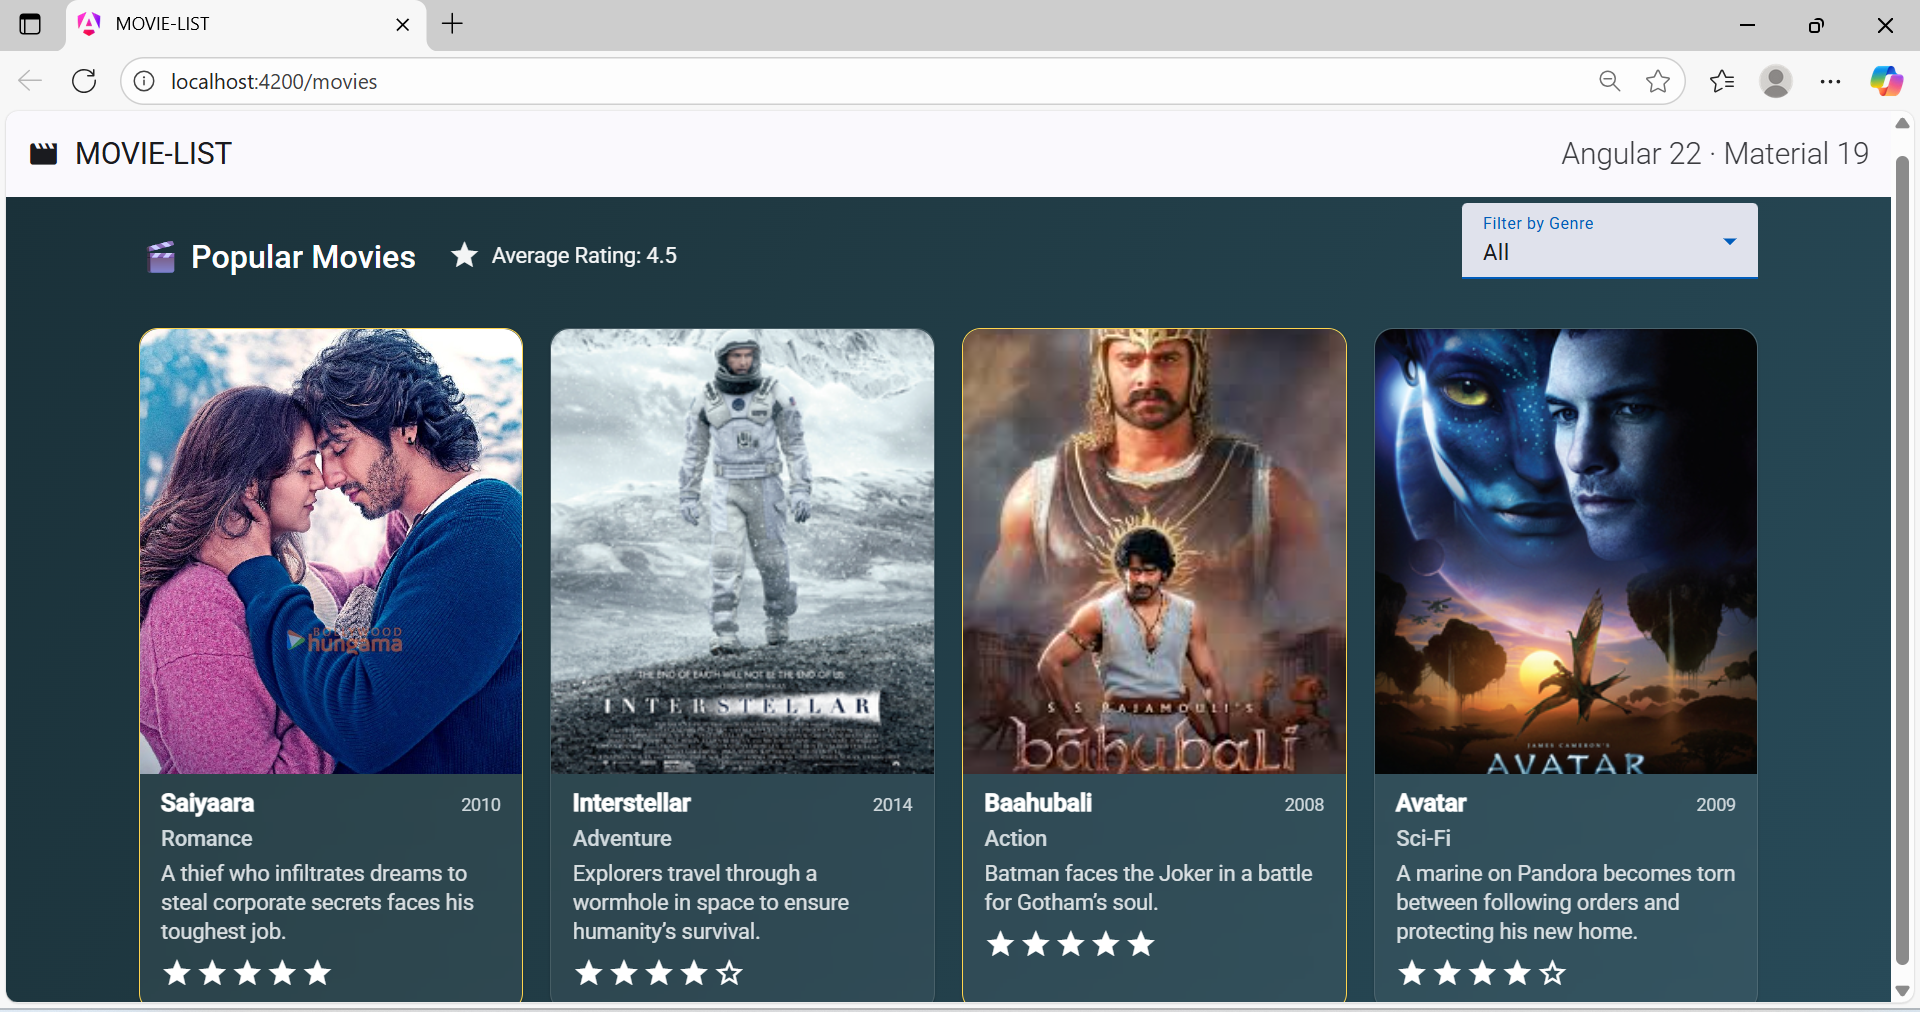 MOVIE-LIST
localhost:4200/movies
MOVIE-LIST
Angular 22 · Material 19
Popular Movies
Average Rating: 4.5
Filter by Genre
All
BOLLYWOOD
hungama
THE END OF EARTH WILL NOT BE THE END OF US
INTERSTELLAR
S S RAJAMOULI'S
bāhubali
JAMES CAMERON'S
AVATAR
Saiyaara 2010
Romance
A thief who infiltrates dreams to
steal corporate secrets faces his
toughest job.
Interstellar 2014
Adventure
Explorers travel through a
wormhole in space to ensure
humanity’s survival.
Baahubali 2008
Action
Batman faces the Joker in a battle
for Gotham’s soul.
Avatar 2009
Sci-Fi
A marine on Pandora becomes torn
between following orders and
protecting his new home.